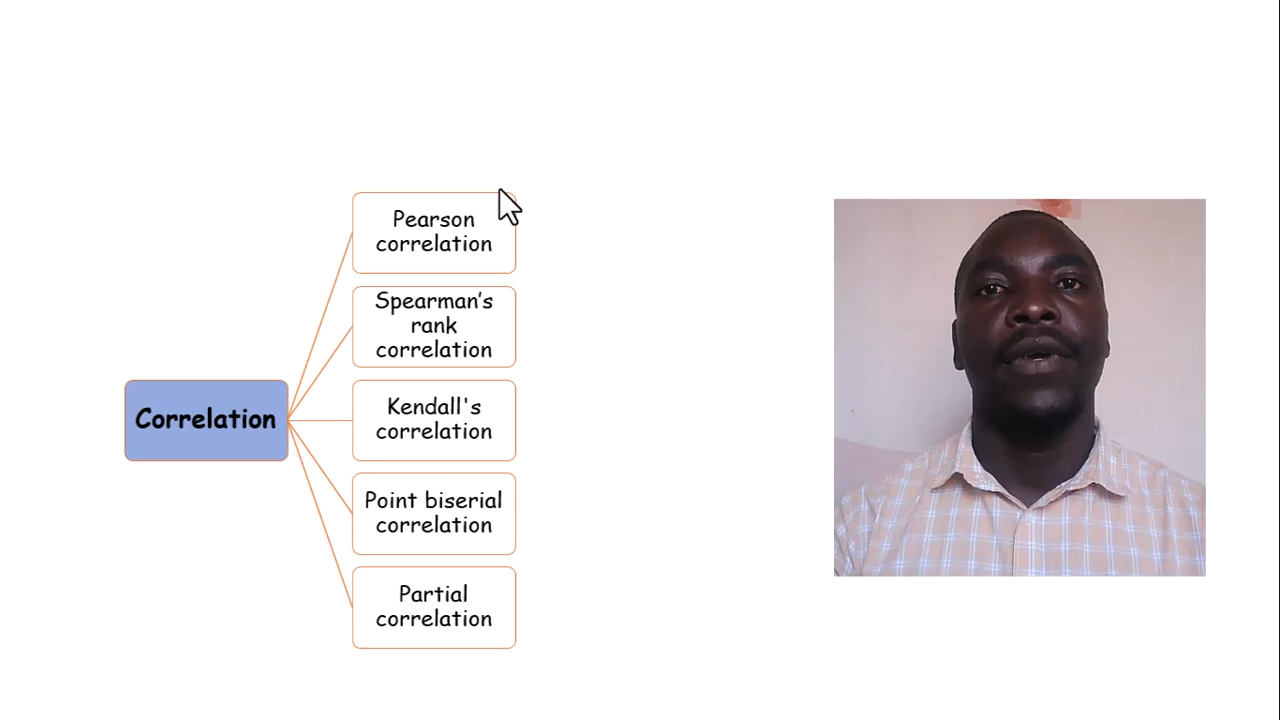 Pearson
correlation
Spearman’s
rank
correlation
Correlation
Kendall's
correlation
Point biserial
correlation
Partial
correlation